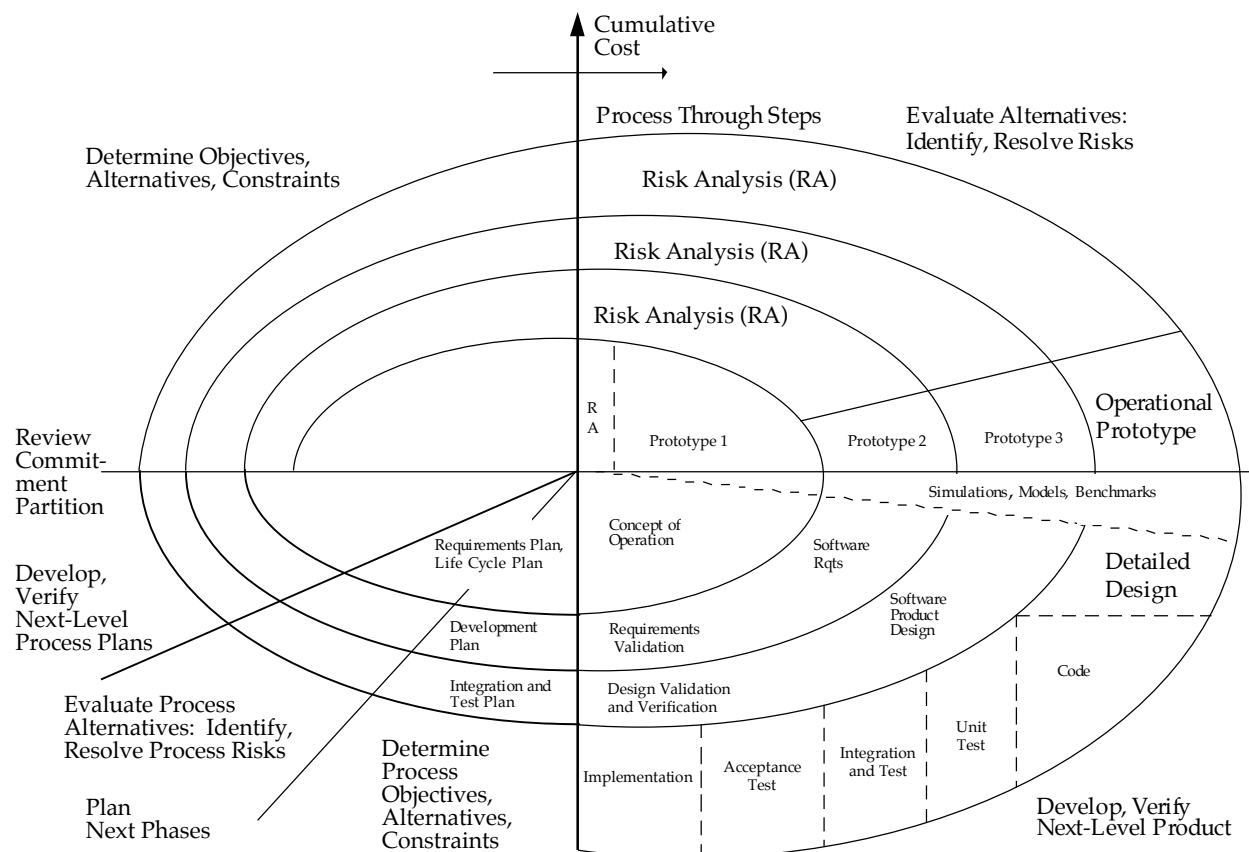 Cumulative
Cost
Process Through Steps
Evaluate Alternatives:
Identify, Resolve Risks
Determine Objectives,
Alternatives, Constraints
Risk Analysis (RA)
Risk Analysis (RA)
Risk Analysis (RA)
R
A
Prototype 1
Prototype 2
Prototype 3
Operational
Prototype
Review
Commit-
ment
Partition
Simulations, Models, Benchmarks
Requirements Plan,
Life Cycle Plan
Concept of
Operation
Software
Rqts
Detailed
Design
Develop,
Verify
Next-Level
Process Plans
Development
Plan
Requirements
Validation
Software
Product
Design
Integration and
Test Plan
Design Validation
and Verification
Code
Evaluate Process
Alternatives: Identify,
Resolve Process Risks
Determine
Process
Objectives,
Alternatives,
Constraints
Implementation
Acceptance
Test
Integration
and Test
Unit
Test
Plan
Next Phases
Develop, Verify
Next-Level Product